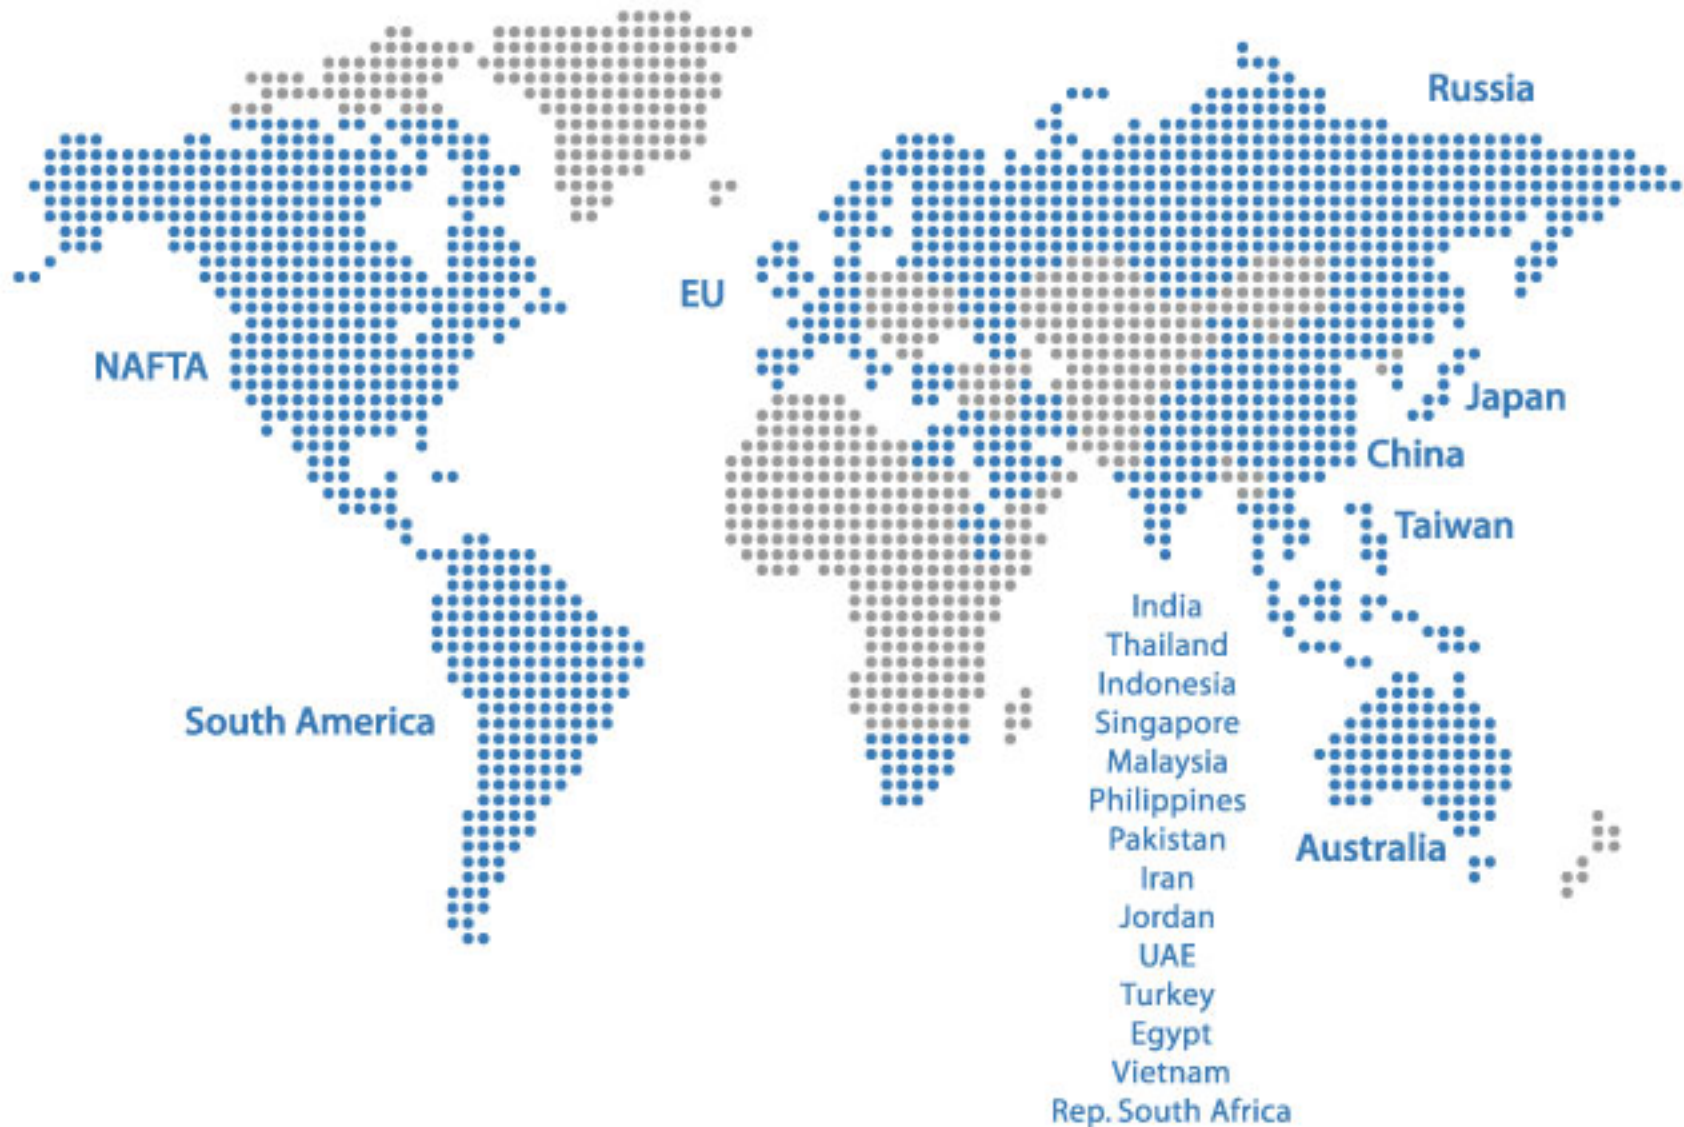 Russia
EU
NAFTA
Japan
China
Taiwan
India
Thailand
Indonesia
South America
Singapore
Malaysia
Philippines
Pakistan
Australia
Iran
Jordan
UAE
Turkey
Egypt
Vietnam
Rep. South Africa